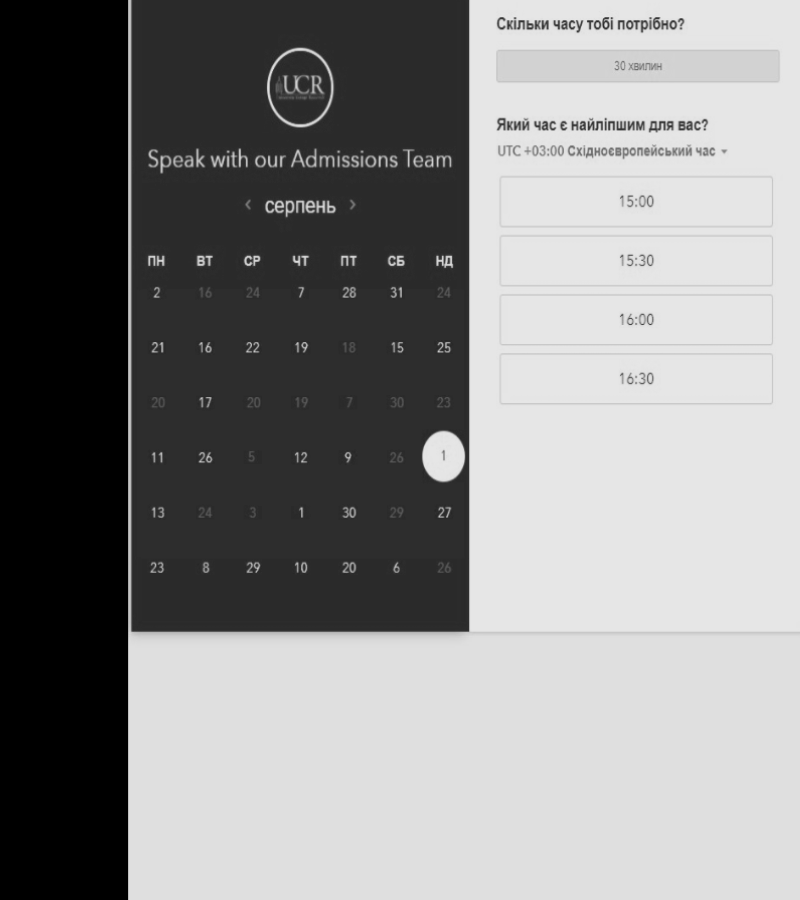 Скільки часу тобі потрібно?
30 хвилин
UCR
Який час є найліпшим для вас?
UTC +03:00 Східноєвропейський час
Speak with our Admissions Team
серпень
15:00
15:30
16:00
16:30
ПН ВТ СР ЧТ ПТ СБ НД
2 16 24 7 28 31 24
21 16 22 19 18 15 25
20 17 20 19 7 30 23
11 26 5 12 9 26 1
13 24 3 1 30 29 27
23 8 29 10 20 6 26